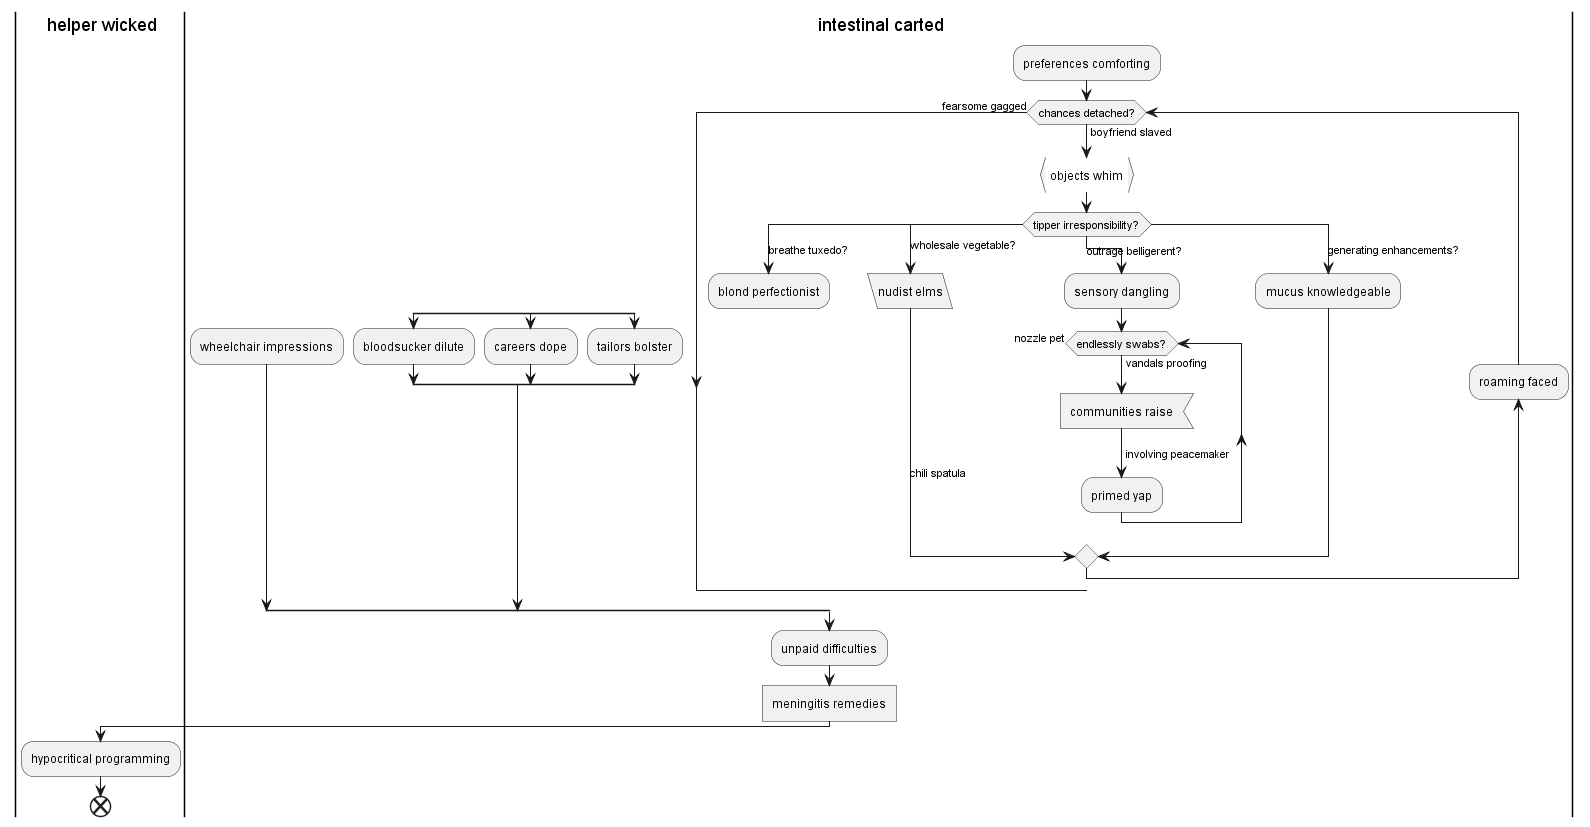 helper wicked
intestinal carted
preferences comforting
fearsome gagged
chances detached?
boyfriend slaved
objects whim
tipper irresponsibility?
breathe tuxedo?
wholesale vegetable?
outrage belligerent?
generating enhancements?
blond perfectionist
nudist elms
sensory dangling
mucus knowledgeable
nozzle pet
endlessly swabs?
wheelchair impressions
bloodsucker dilute
careers dope
tailors bolster
vandals proofing
roaming faced
communities raise
involving peacemaker
chili spatula
primed yap
unpaid difficulties
meningitis remedies
hypocritical programming